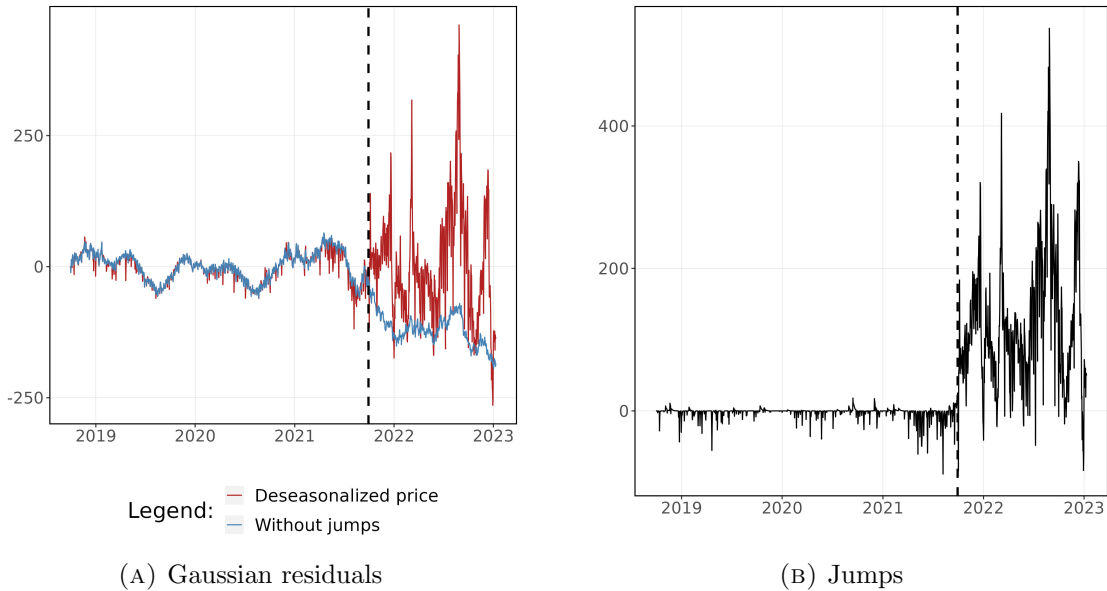 250
0
-250
2019 2020 2021 2022 2023
Legend:
Deseasonalized price
Without jumps
(A) Gaussian residuals
400
200
0
2019 2020 2021 2022 2023
(B) Jumps